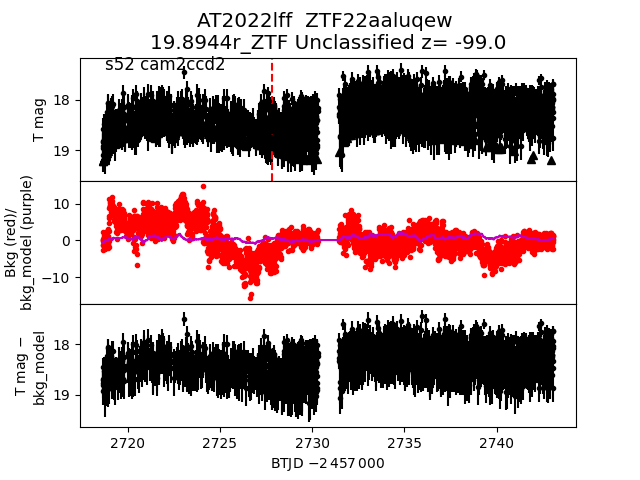 AT2022lff ZTF22aaluqew
19.8944r_ZTF Unclassified z= -99.0
s52 cam2ccd2
T mag
18
19
Bkg (red)/
bkg_model (purple)
10
0
−10
T mag −
bkg_model
18
19
2720 2725 2730 2735 2740
BTJD −2 457 000